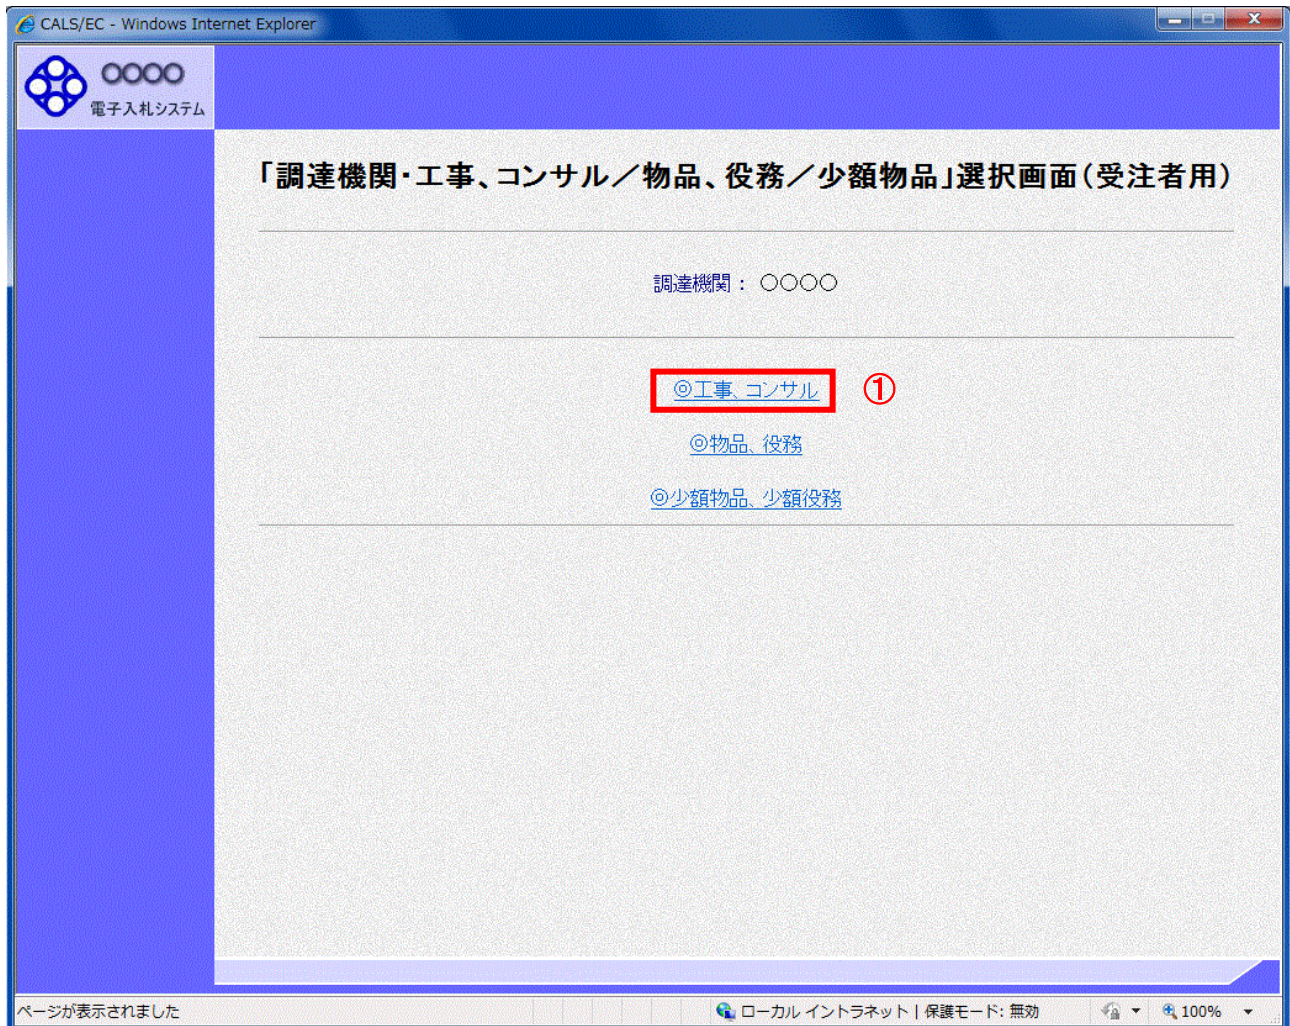 CALS/EC - Windows Internet Explorer
○○○○
電子入札システム
「調達機関・工事、コンサル／物品、役務／少額物品」選択画面（受注者用）
調達機関： ○○○○
◎工事、コンサル ①
◎物品、役務
◎少額物品、少額役務
ページが表示されました ローカル イントラネット | 保護モード: 無効 100%